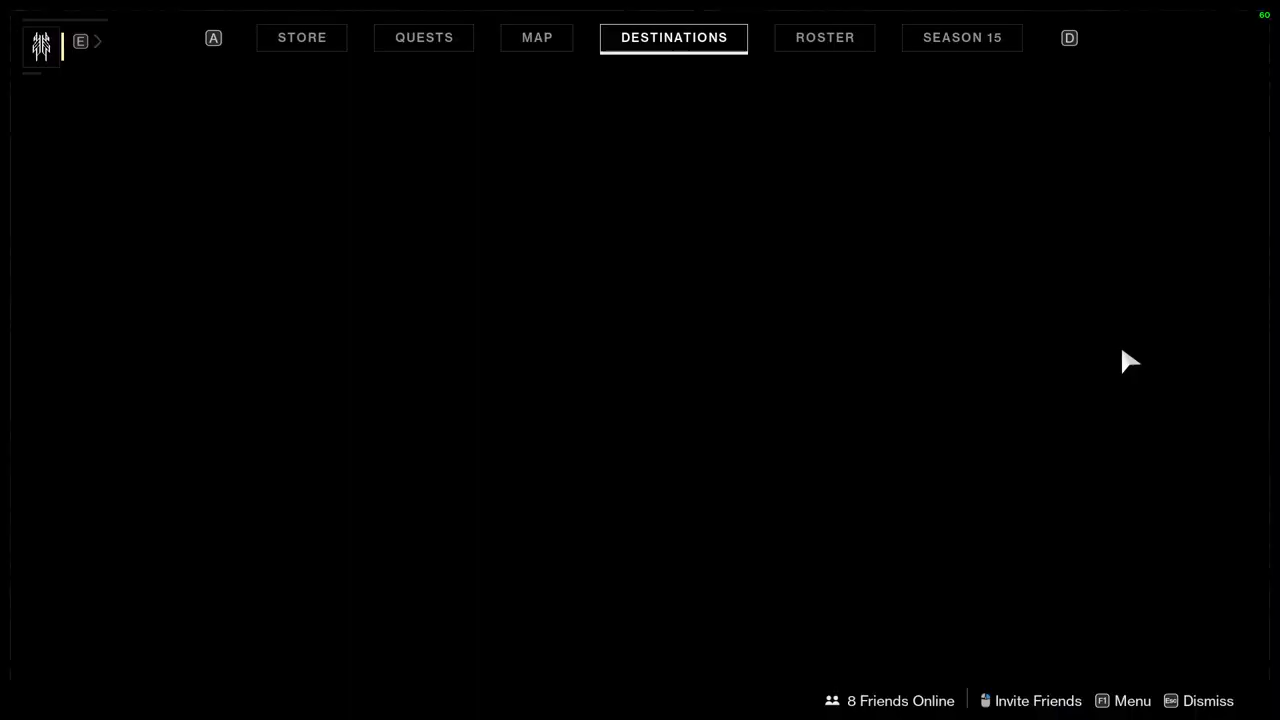 60
E
A
STORE
QUESTS
MAP
DESTINATIONS
ROSTER
SEASON 15
D
8 Friends Online
Invite Friends
F1 Menu
Esc Dismiss